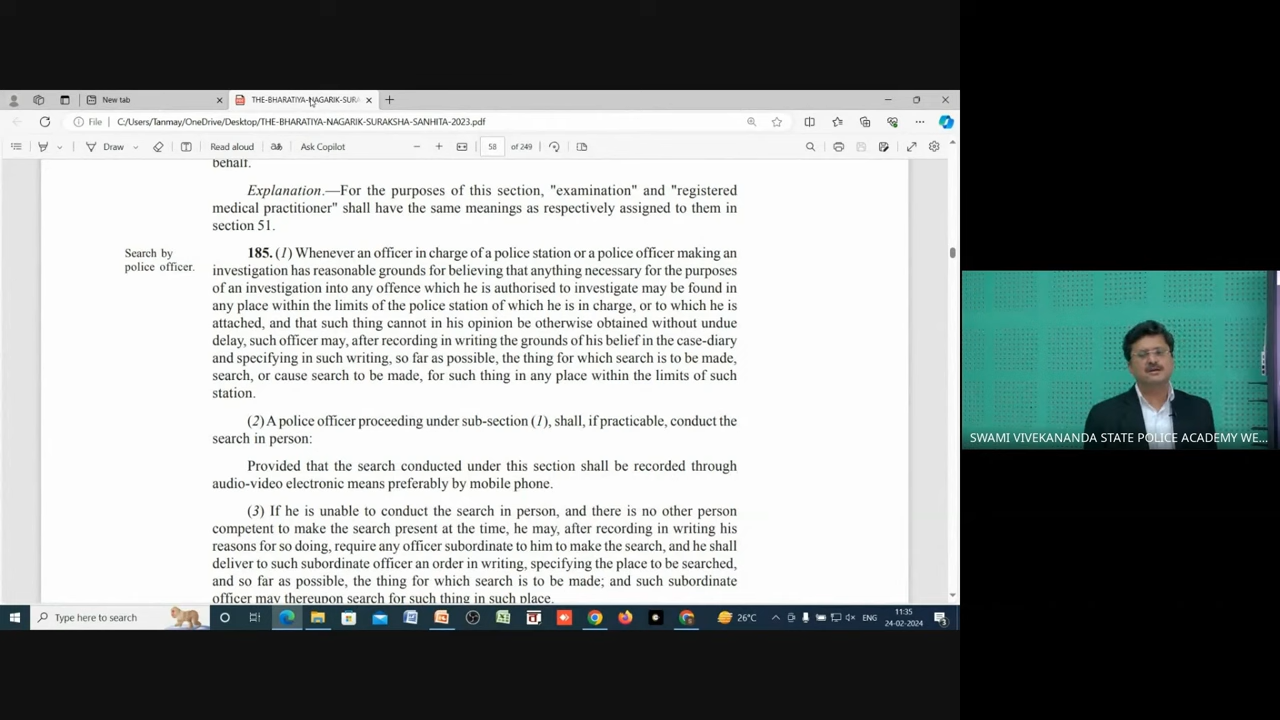 New tab
THE-BHARATIYA-NAGARIK-SURA
File
C:/Users/Tanmay/OneDrive/Desktop/THE-BHARATIYA-NAGARIK-SURAKSHA-SANHITA-2023.pdf
Draw
Read aloud
Ask Copilot
58 of 249
behalf.
Explanation.—For the purposes of this section, "examination" and "registered
medical practitioner" shall have the same meanings as respectively assigned to them in
section 51.
Search by
police officer.
185. (1) Whenever an officer in charge of a police station or a police officer making an
investigation has reasonable grounds for believing that anything necessary for the purposes
of an investigation into any offence which he is authorised to investigate may be found in
any place within the limits of the police station of which he is in charge, or to which he is
attached, and that such thing cannot in his opinion be otherwise obtained without undue
delay, such officer may, after recording in writing the grounds of his belief in the case-diary
and specifying in such writing, so far as possible, the thing for which search is to be made,
search, or cause search to be made, for such thing in any place within the limits of such
station.
(2) A police officer proceeding under sub-section (1), shall, if practicable, conduct the
search in person:
Provided that the search conducted under this section shall be recorded through
audio-video electronic means preferably by mobile phone.
(3) If he is unable to conduct the search in person, and there is no other person
competent to make the search present at the time, he may, after recording in writing his
reasons for so doing, require any officer subordinate to him to make the search, and he shall
deliver to such subordinate officer an order in writing, specifying the place to be searched,
and so far as possible, the thing for which search is to be made; and such subordinate
officer may thereupon search for such thing in such place.
SWAMI VIVEKANANDA STATE POLICE ACADEMY WE...
Type here to search
26°C
ENG
11:35
24-02-2024
3